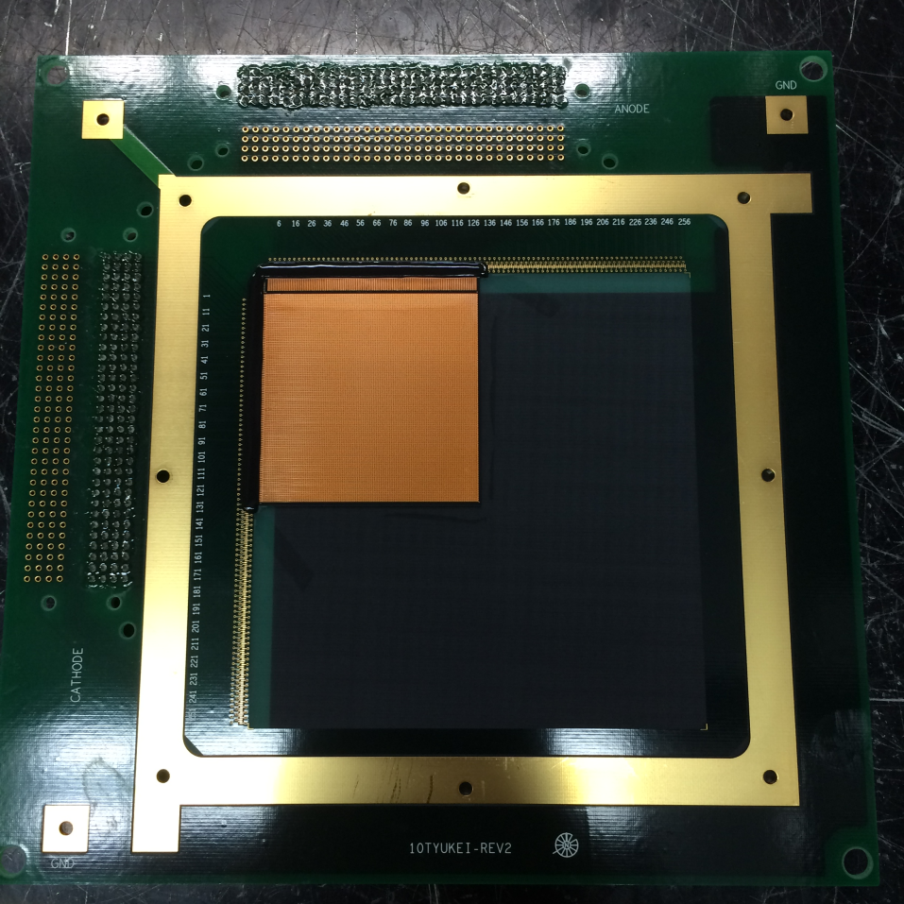 GND
ANODE
6 16 26 36 46 56 66 76 86 96 106 116 126 136 146 156 166 176 186 196 206 216 226 236 246 256
1 11 21 31 41 51 61 71 81 91 101 111 121 131 141 151 161 171 181 191 201 211 221 231 241
CATHODE
10TYUKEI-REV2
GND